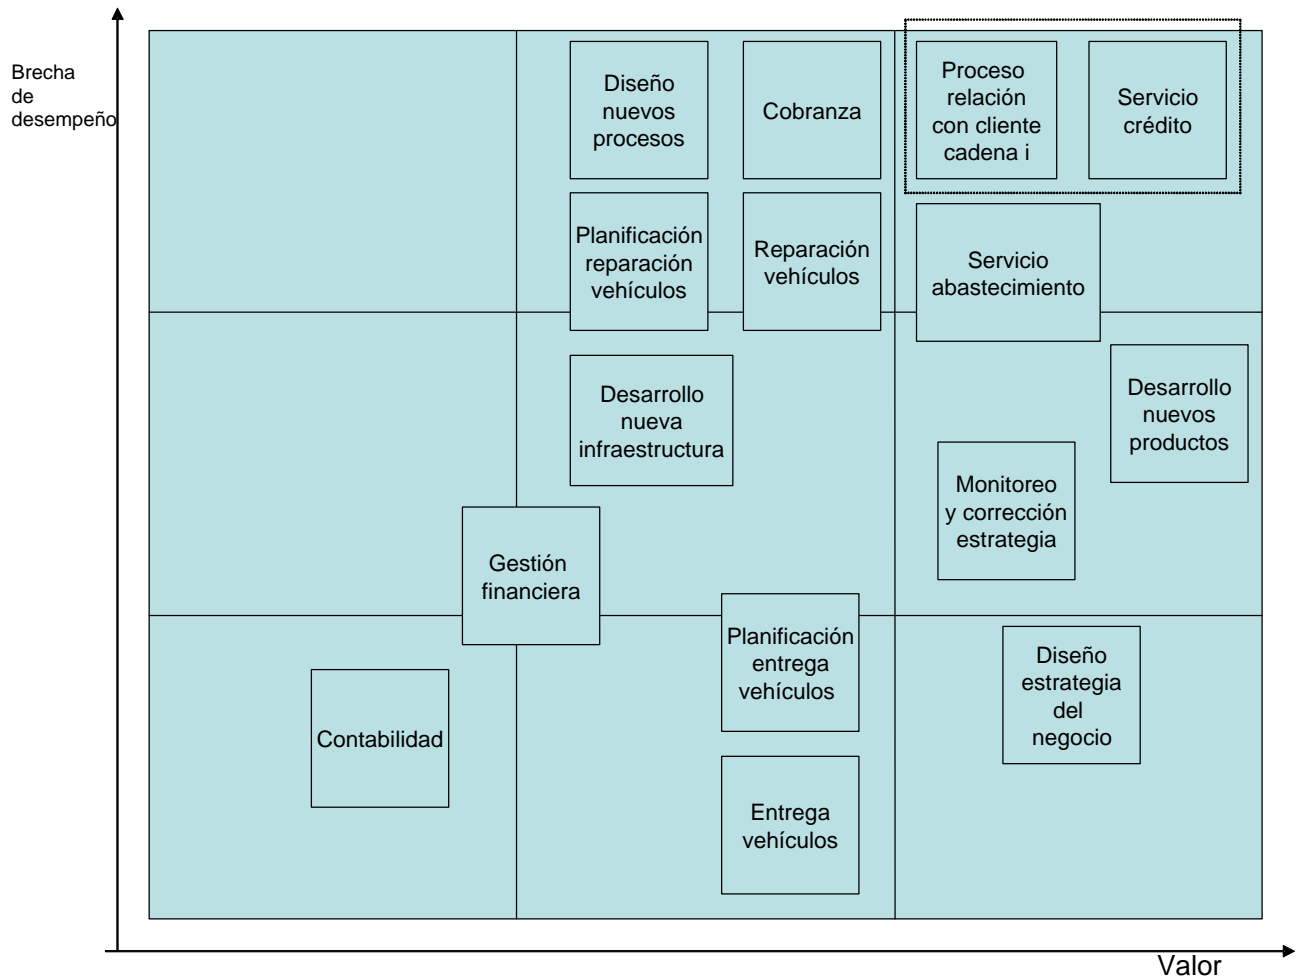 Brecha
de
desempeño
Diseño
nuevos
procesos
Cobranza
Proceso
relación
con cliente
cadena i
Servicio
crédito
Planificación
reparación
vehículos
Reparación
vehículos
Servicio
abastecimiento
Desarrollo
nueva
infraestructura
Desarrollo
nuevos
productos
Monitoreo
y corrección
estrategia
Gestión
financiera
Planificación
entrega
vehículos
Diseño
estrategia
del
negocio
Contabilidad
Entrega
vehículos
Valor